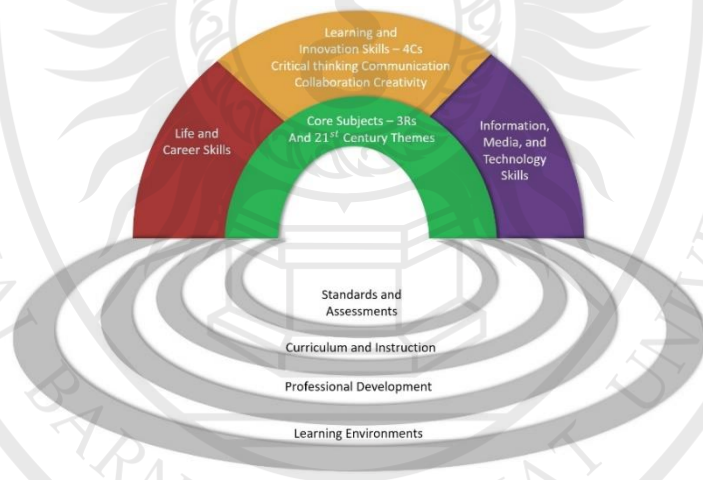 Learning and
Innovation Skills – 4Cs
Critical thinking Communication
Collaboration Creativity
Core Subjects – 3Rs
And 21st Century Themes
Life and
Career Skills
Information,
Media, and
Technology
Skills
Standards and
Assessments
Curriculum and Instruction
Professional Development
Learning Environments